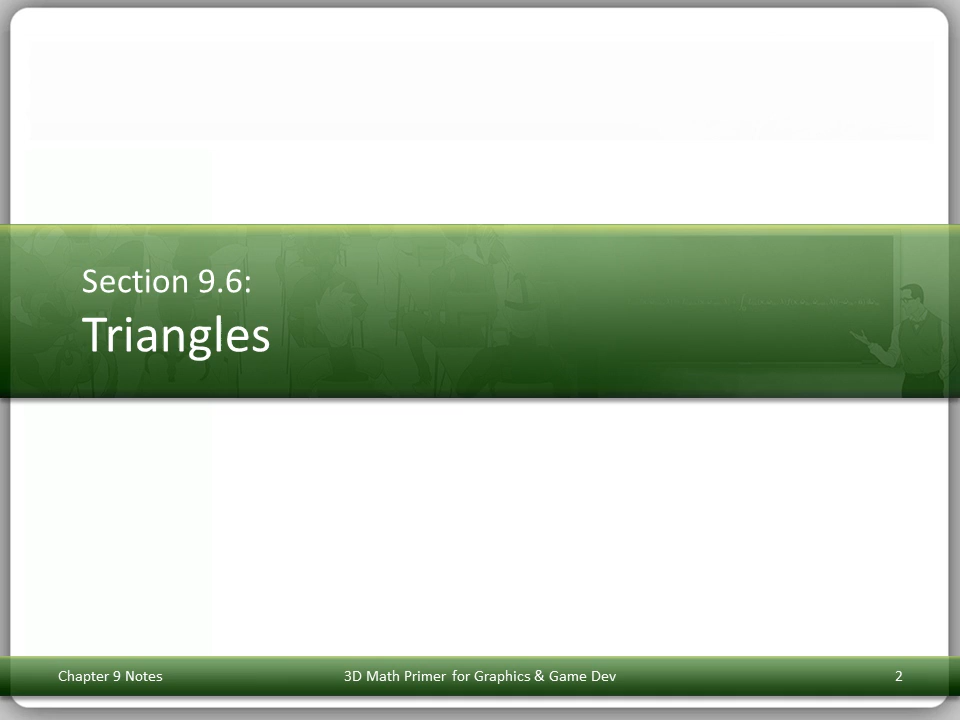 Section 9.6:
Triangles
Chapter 9 Notes
3D Math Primer for Graphics & Game Dev
2